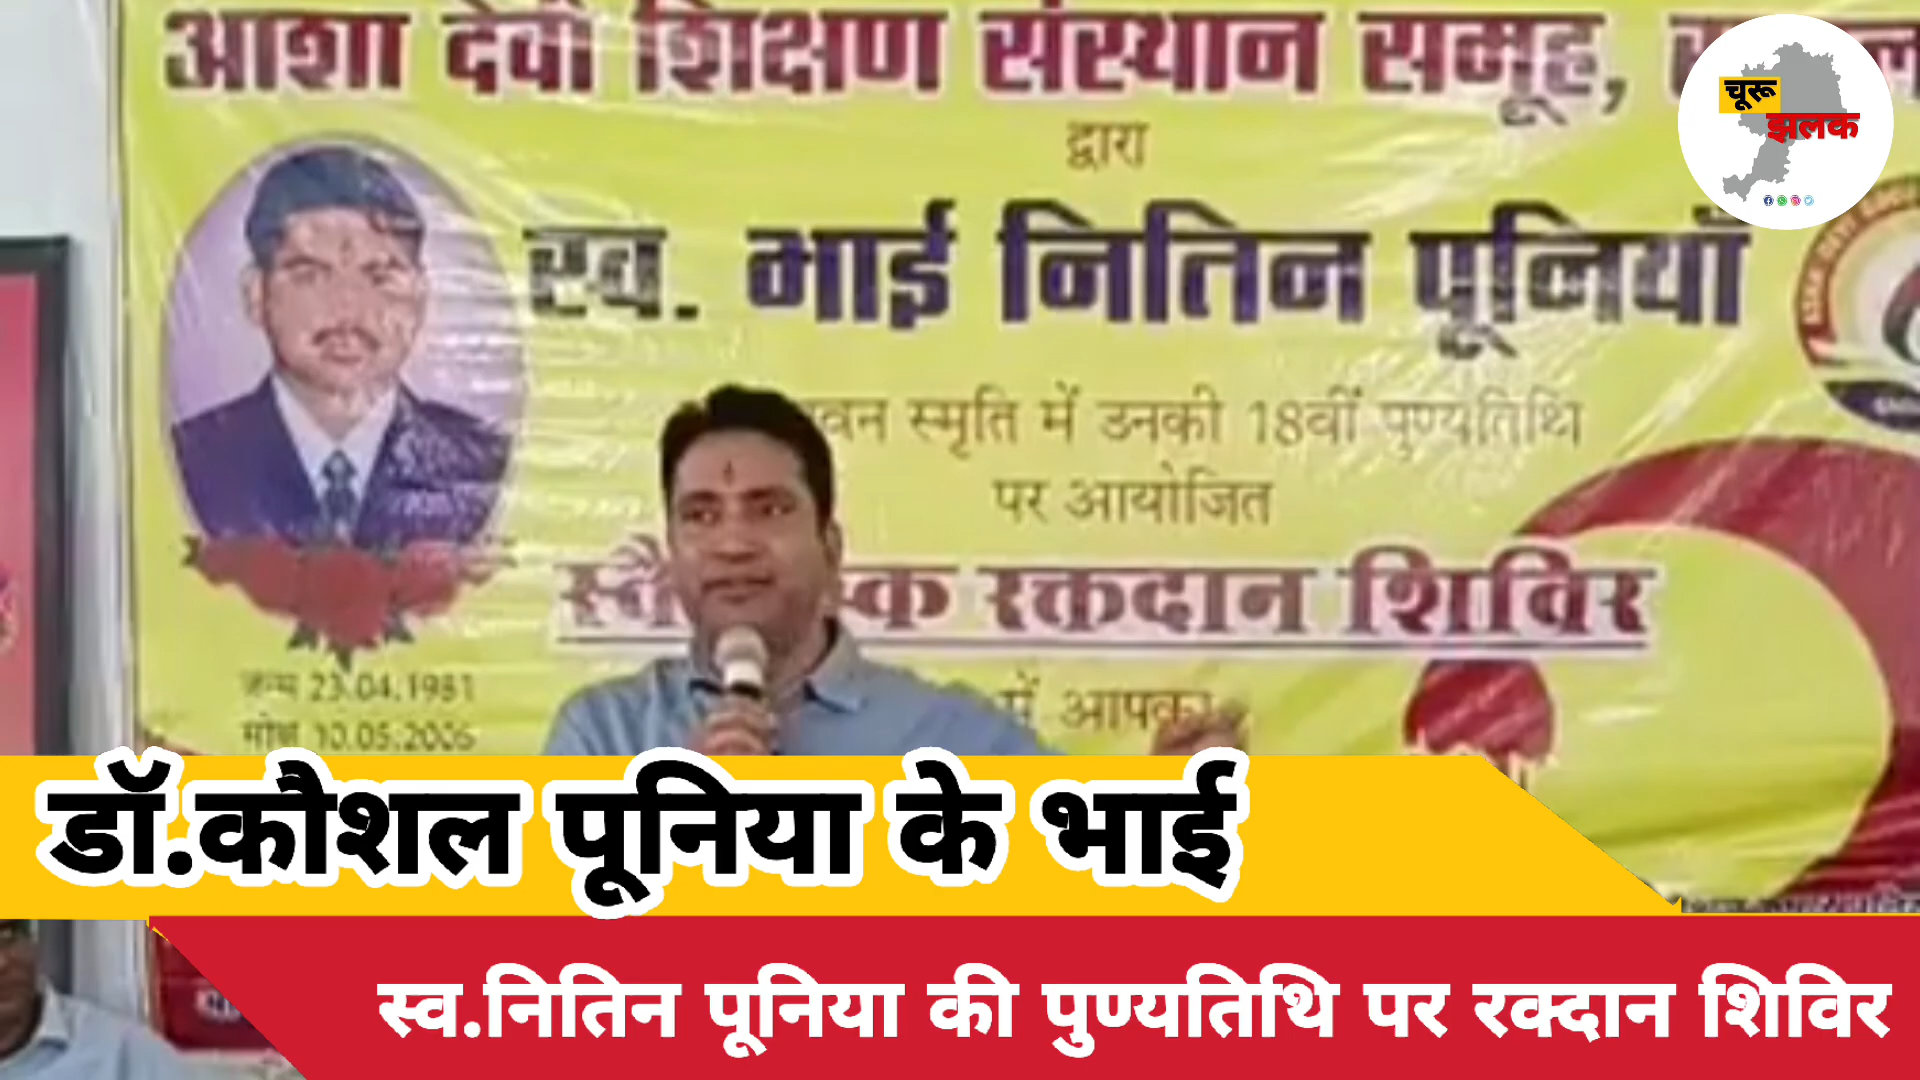 आशा देवी शिक्षण संस्थान समूह,
चूरू
झलक
द्वारा
स्व. भाई नितिन पूनियाँ
स्मृति में उनकी 18वीं पुण्यतिथि
पर आयोजित
रक्तदान शिविर
में आपका
जन्म 23.04.1981
मोक्ष 10.05.2006
डॉ.कौशल पूनिया के भाई
स्व.नितिन पूनिया की पुण्यतिथि पर रक्दान शिविर